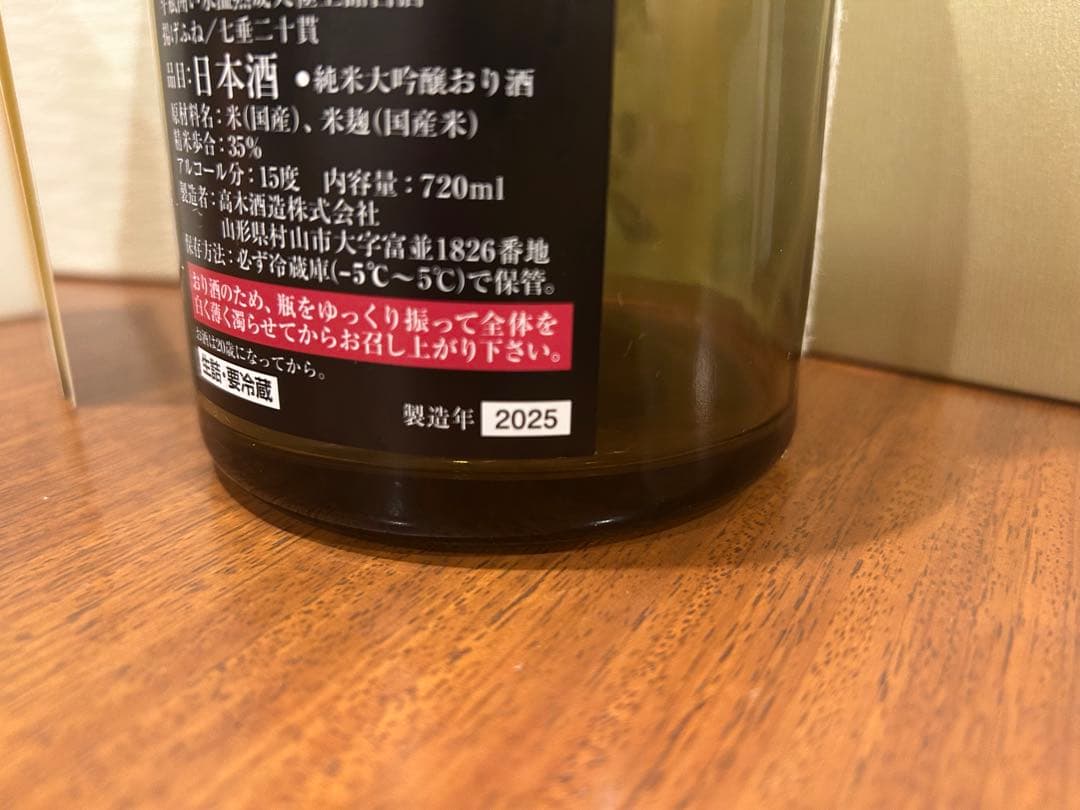 揚げふね/七垂二十貫
品目:日本酒 ●純米大吟醸おり酒
原材料名:米(国産)、米麹(国産米)
精米歩合:35%
アルコール分:15度 内容量:720ml
製造者:高木酒造株式会社
山形県村山市大字富並1826番地
保存方法:必ず冷蔵庫(−5℃〜5℃)で保管。
おり酒のため、瓶をゆっくり振って全体を
白く薄く濁らせてからお召し上がり下さい。
お酒は20歳になってから。
生詰・要冷蔵
製造年 2025